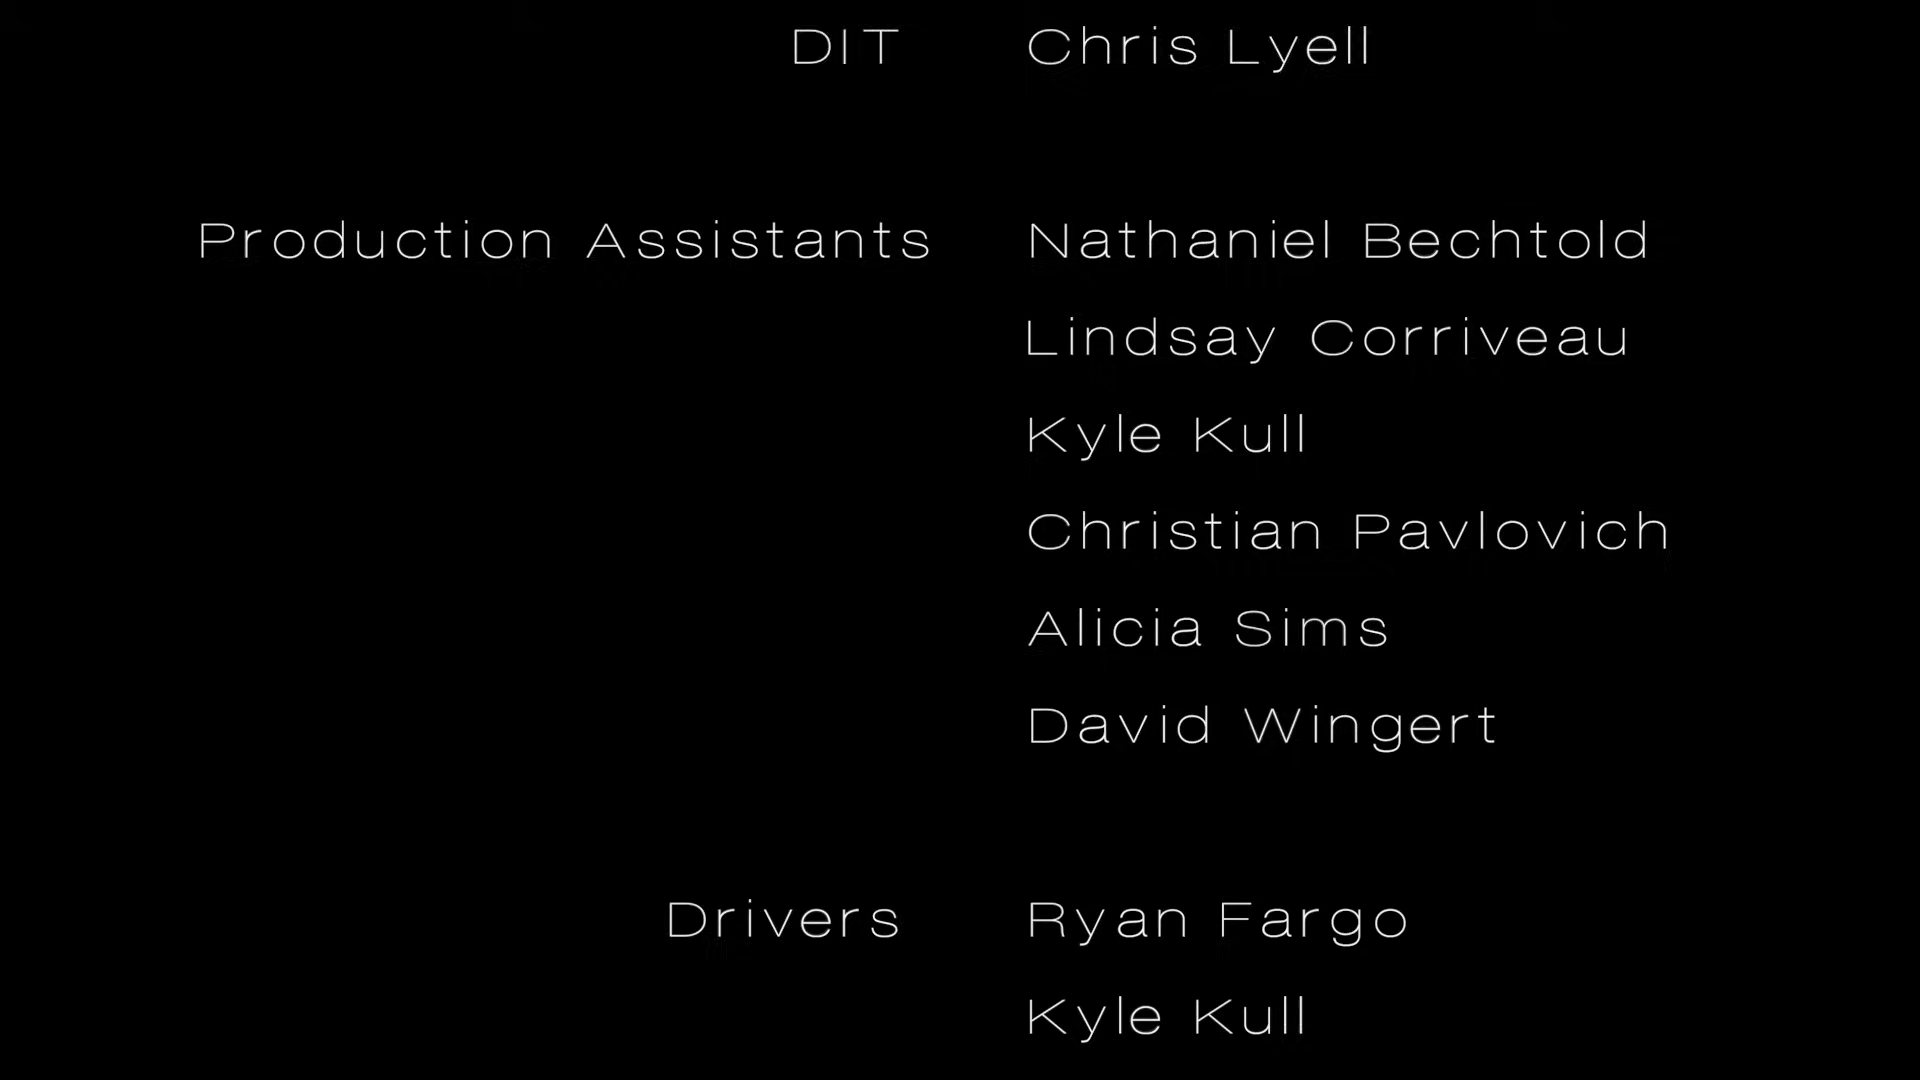 DIT Chris Lyell
Production Assistants Nathaniel Bechtold
Lindsay Corriveau
Kyle Kull
Christian Pavlovich
Alicia Sims
David Wingert
Drivers Ryan Fargo
Kyle Kull